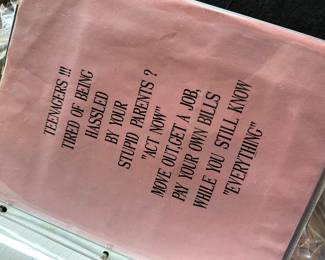 TEENAGERS !!!
TIRED OF BEING
HASSLED
BY YOUR
STUPID PARENTS ?
"ACT NOW"
MOVE OUT,GET A JOB,
PAY YOUR OWN BILLS
WHILE YOU STILL KNOW
"EVERYTHING"